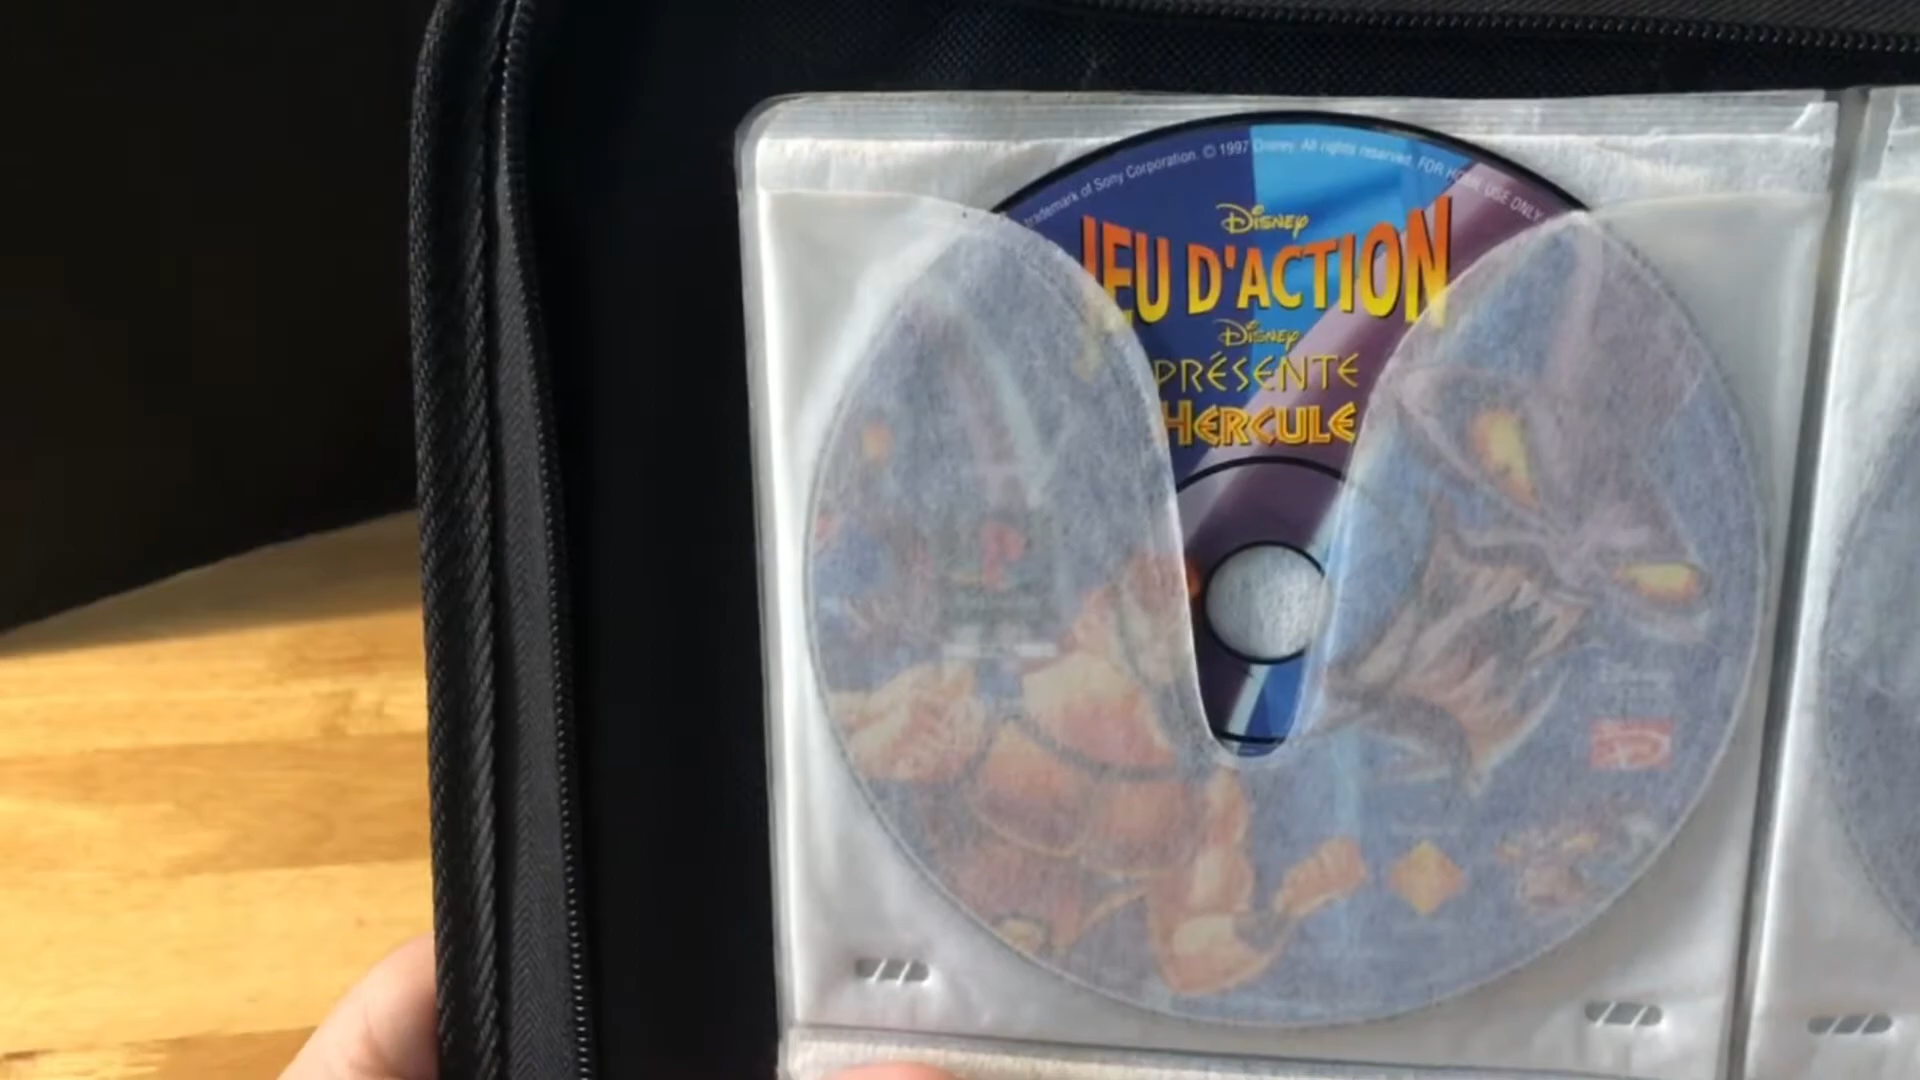 trademark of Sony Corporation. © 1997 Disney. All rights reserved. FOR HOME USE ONLY.
Disney
JEU D'ACTION
Disney
PRÉSENTE
HERCULE